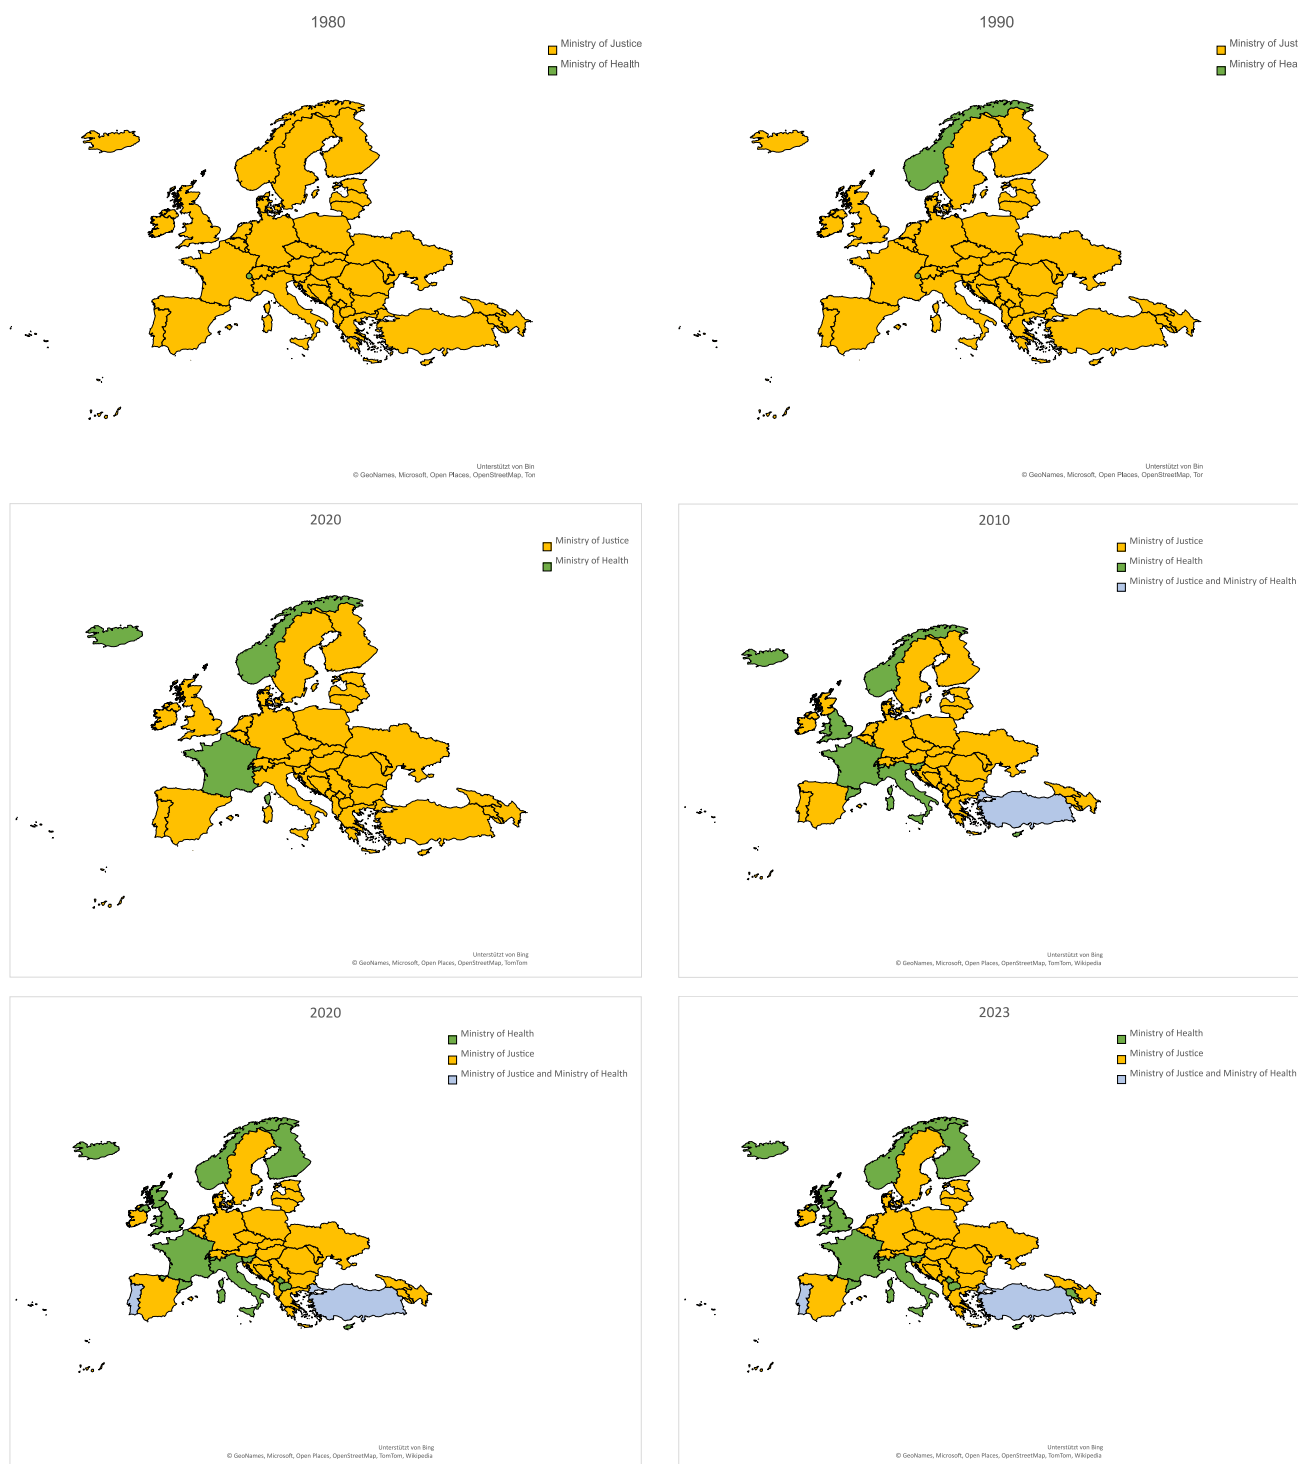 1980
Ministry of Justice
Ministry of Health
Unterstützt von Bin
© GeoNames, Microsoft, Open Places, OpenStreetMap, Tor
1990
Ministry of Just
Ministry of Hea
Unterstützt von Bin
© GeoNames, Microsoft, Open Places, OpenStreetMap, Tor
2020
Ministry of Justice
Ministry of Health
Unterstützt von Bing
© GeoNames, Microsoft, Open Places, OpenStreetMap, TomTom
2010
Ministry of Justice
Ministry of Health
Ministry of Justice and Ministry of Health
Unterstützt von Bing
© GeoNames, Microsoft, Open Places, OpenStreetMap, TomTom, Wikipedia
2020
Ministry of Health
Ministry of Justice
Ministry of Justice and Ministry of Health
Unterstützt von Bing
© GeoNames, Microsoft, Open Places, OpenStreetMap, TomTom, Wikipedia
2023
Ministry of Health
Ministry of Justice
Ministry of Justice and Ministry of Health
Unterstützt von Bing
© GeoNames, Microsoft, Open Places, OpenStreetMap, TomTom, Wikipedia